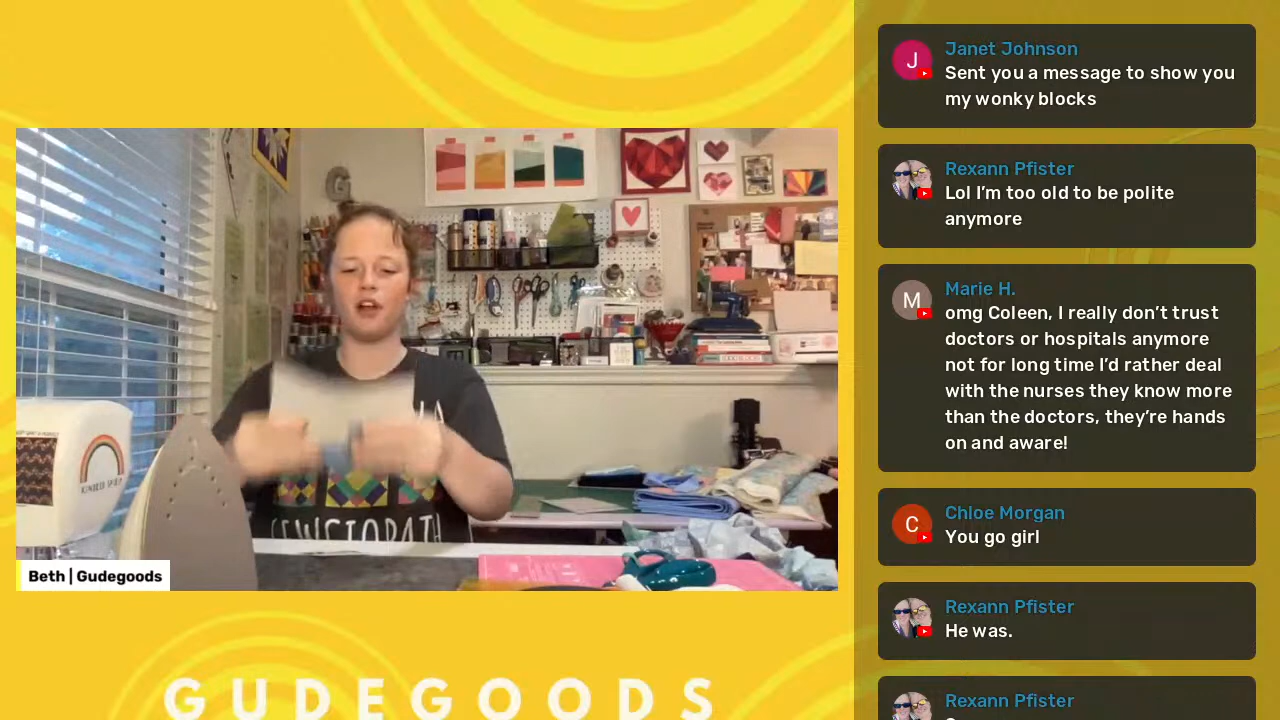 Janet Johnson
Sent you a message to show you
my wonky blocks
Rexann Pfister
Lol I’m too old to be polite
anymore
Marie H.
omg Coleen, I really don’t trust
doctors or hospitals anymore
not for long time I’d rather deal
with the nurses they know more
than the doctors, they’re hands
on and aware!
Chloe Morgan
You go girl
Rexann Pfister
He was.
Rexann Pfister
J
M
C
G
SEWCIOPATH
Beth | Gudegoods
GUDEGOODS